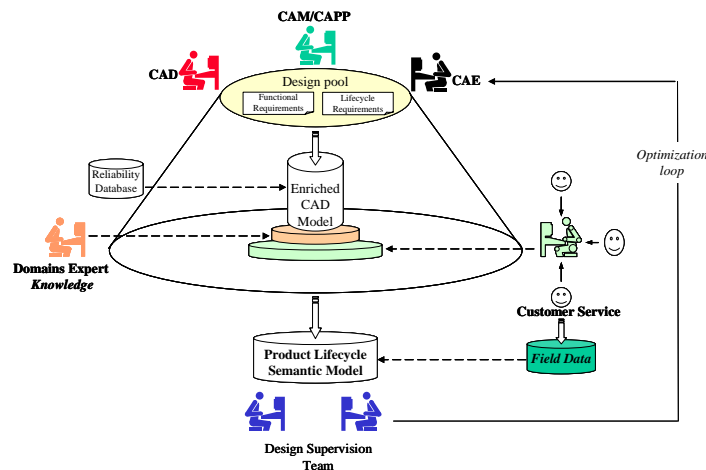 CAM/CAPP
CAD
CAE
Design pool
Functional
Requirements
Lifecycle
Requirements
Optimization
loop
Reliability
Database
Enriched
CAD
Model
Domains Expert
Knowledge
Customer Service
Product Lifecycle
Semantic Model
Field Data
Design Supervision
Team